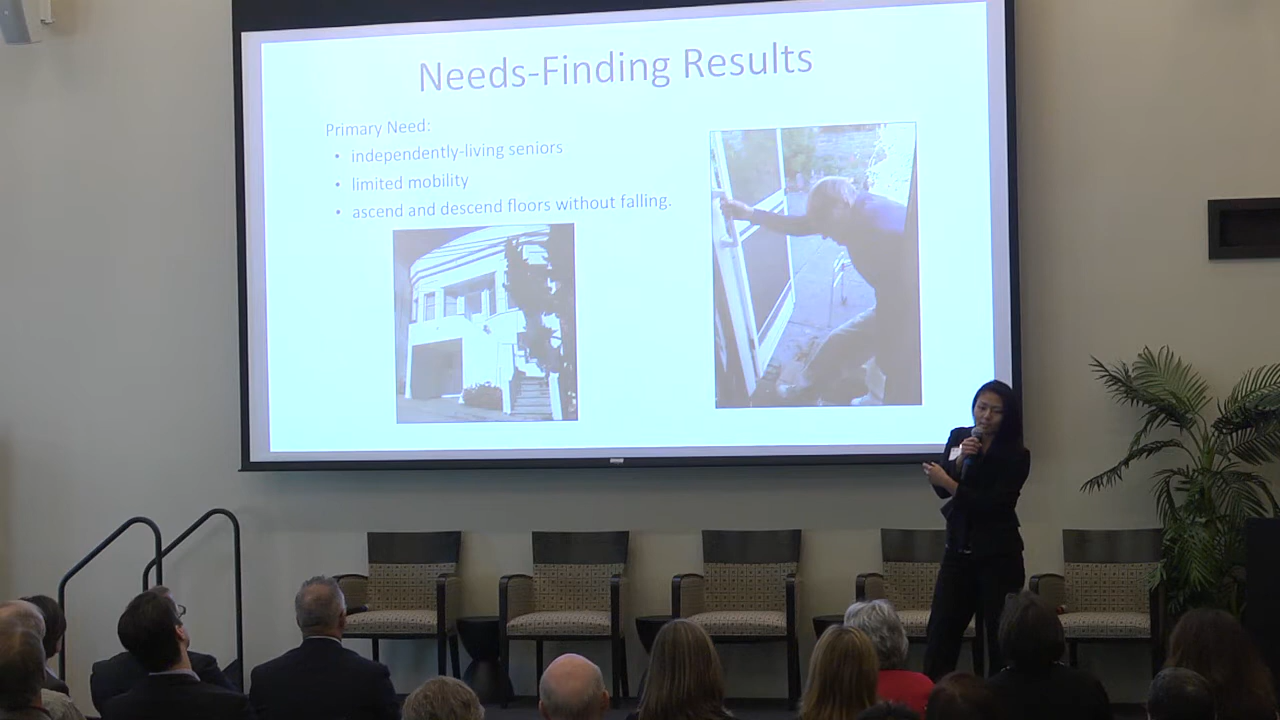 Needs-Finding Results
Primary Need:
• independently-living seniors
• limited mobility
• ascend and descend floors without falling.